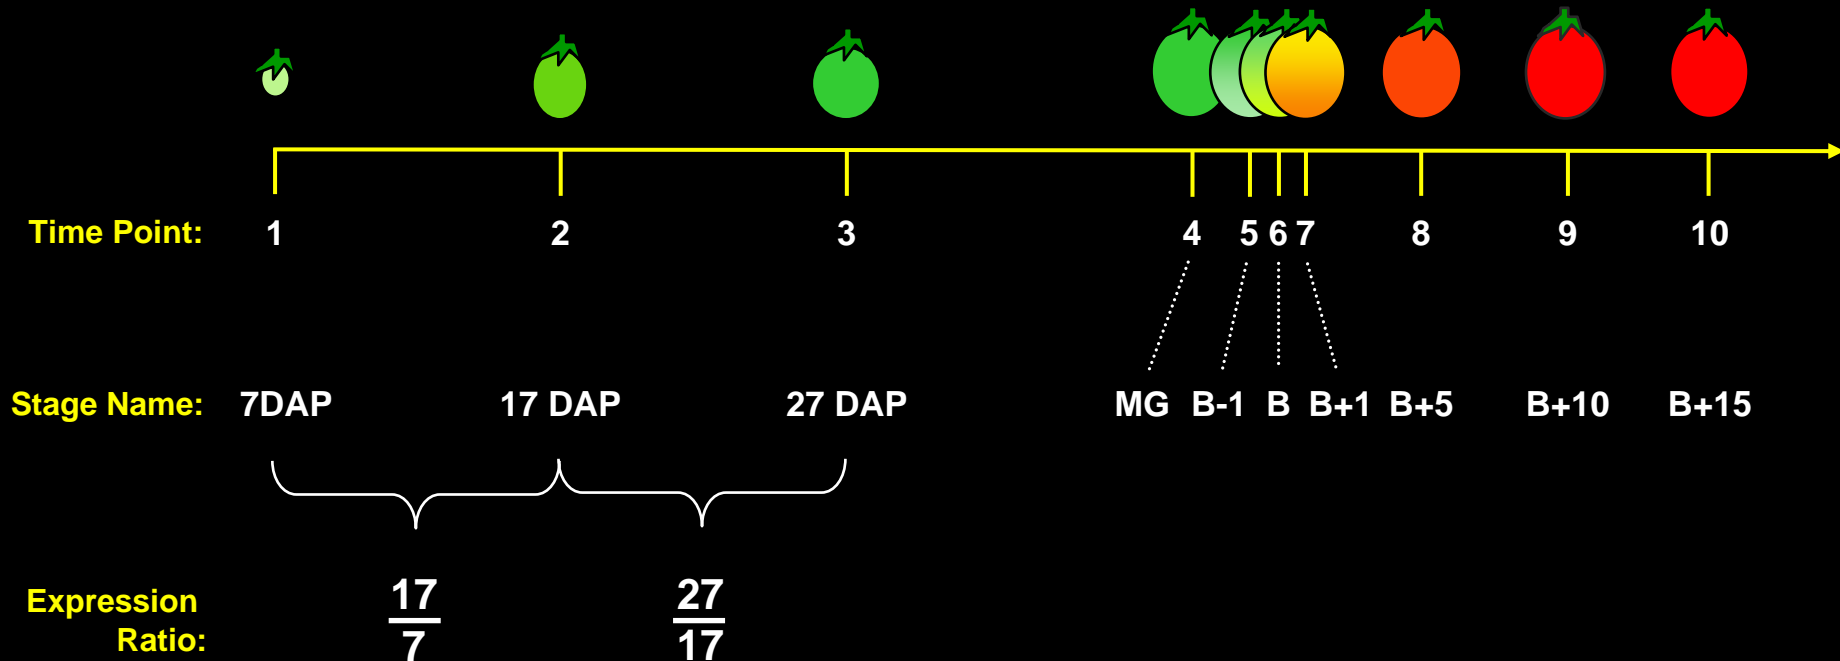 Time Point: 1 2 3 4 5 6 7 8 9 10
Stage Name: 7DAP 17 DAP 27 DAP MG B-1 B B+1 B+5 B+10 B+15
Expression
Ratio:
17
7
27
17